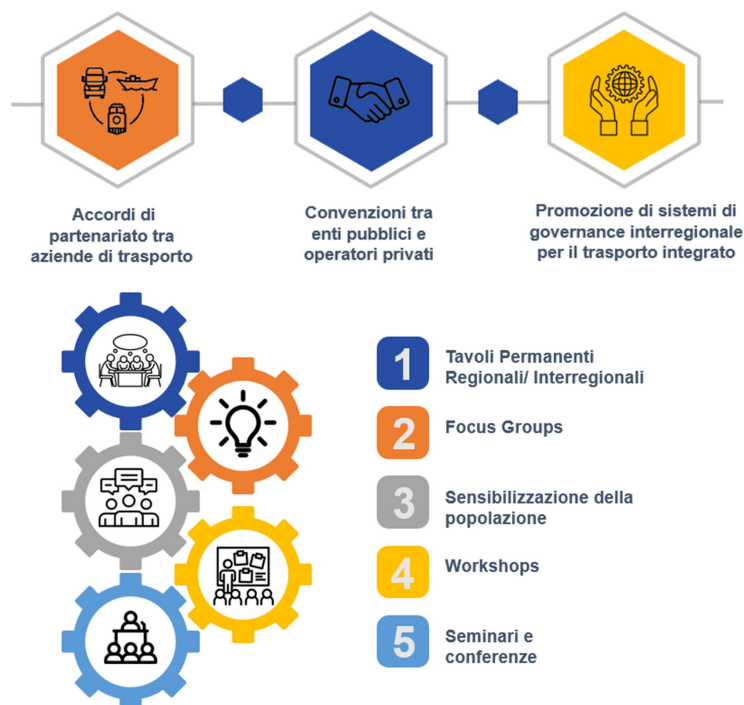 Accordi di
partenariato tra
aziende di trasporto
Convenzioni tra
enti pubblici e
operatori privati
Promozione di sistemi di
governance interregionale
per il trasporto integrato
1
Tavoli Permanenti
Regionali/ Interregionali
2
Focus Groups
3
Sensibilizzazione della
popolazione
4
Workshops
5
Seminari e
conferenze